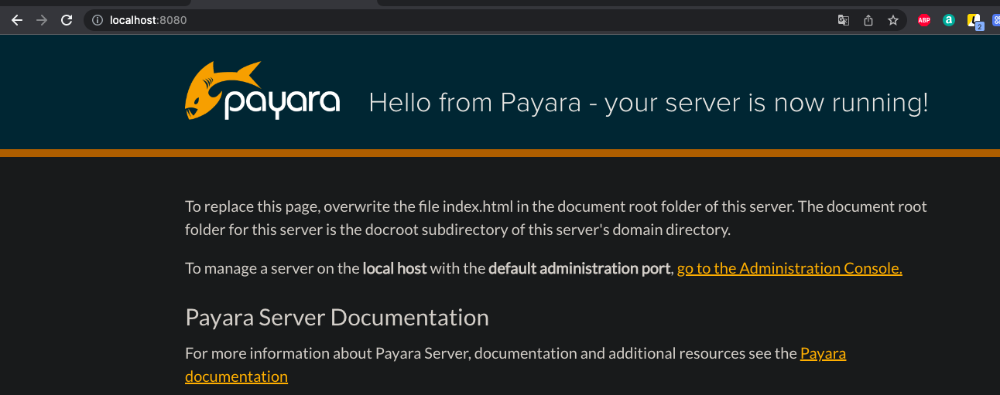 localhost:8080
ABP
a
L
2
payara
Hello from Payara - your server is now running!
To replace this page, overwrite the file index.html in the document root folder of this server. The document root
folder for this server is the docroot subdirectory of this server's domain directory.
To manage a server on the local host with the default administration port, go to the Administration Console.
Payara Server Documentation
For more information about Payara Server, documentation and additional resources see the Payara
documentation